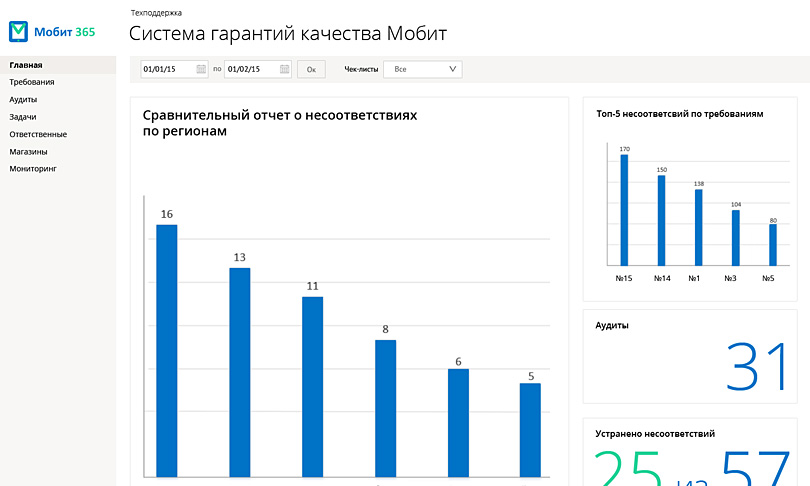 Техподдержка
Мобит 365
Система гарантий качества Мобит
Главная
Требования
Аудиты
Задачи
Ответственные
Магазины
Мониторинг
01/01/15 по 01/02/15 Ок Чек-листы Все
Сравнительный отчет о несоответствиях
по регионам
16
13
11
8
6
5
Топ-5 несоответсвий по требованиям
170
150
138
104
80
№15 №14 №1 №3 №5
Аудиты
31
Устранено несоответствий
25 из 57